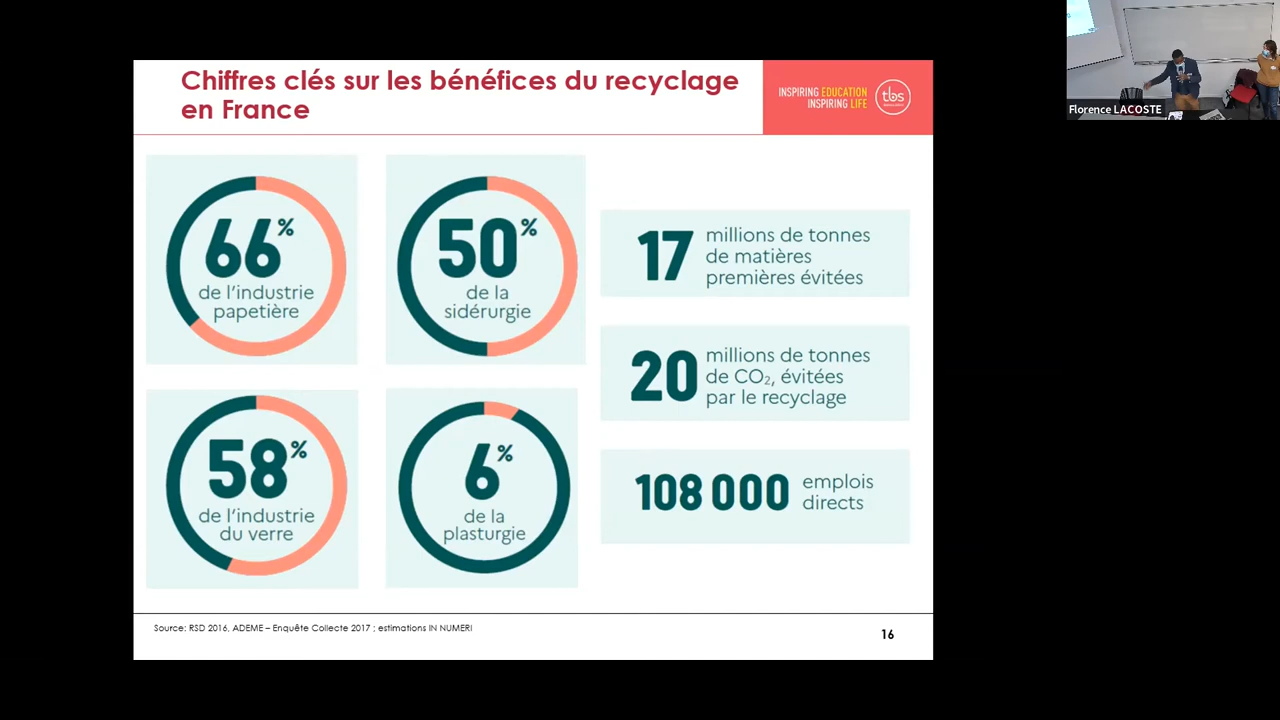 Chiffres clés sur les bénéfices du recyclage
en France
INSPIRING EDUCATION
INSPIRING LIFE
tbs
Florence LACOSTE
66%
de l'industrie
papetière
50%
de la
sidérurgie
58%
de l'industrie
du verre
6%
de la
plasturgie
17 millions de tonnes
de matières
premières évitées
20 millions de tonnes
de CO₂, évitées
par le recyclage
108 000 emplois
directs
Source: RSD 2016, ADEME – Enquête Collecte 2017 ; estimations IN NUMERI
16